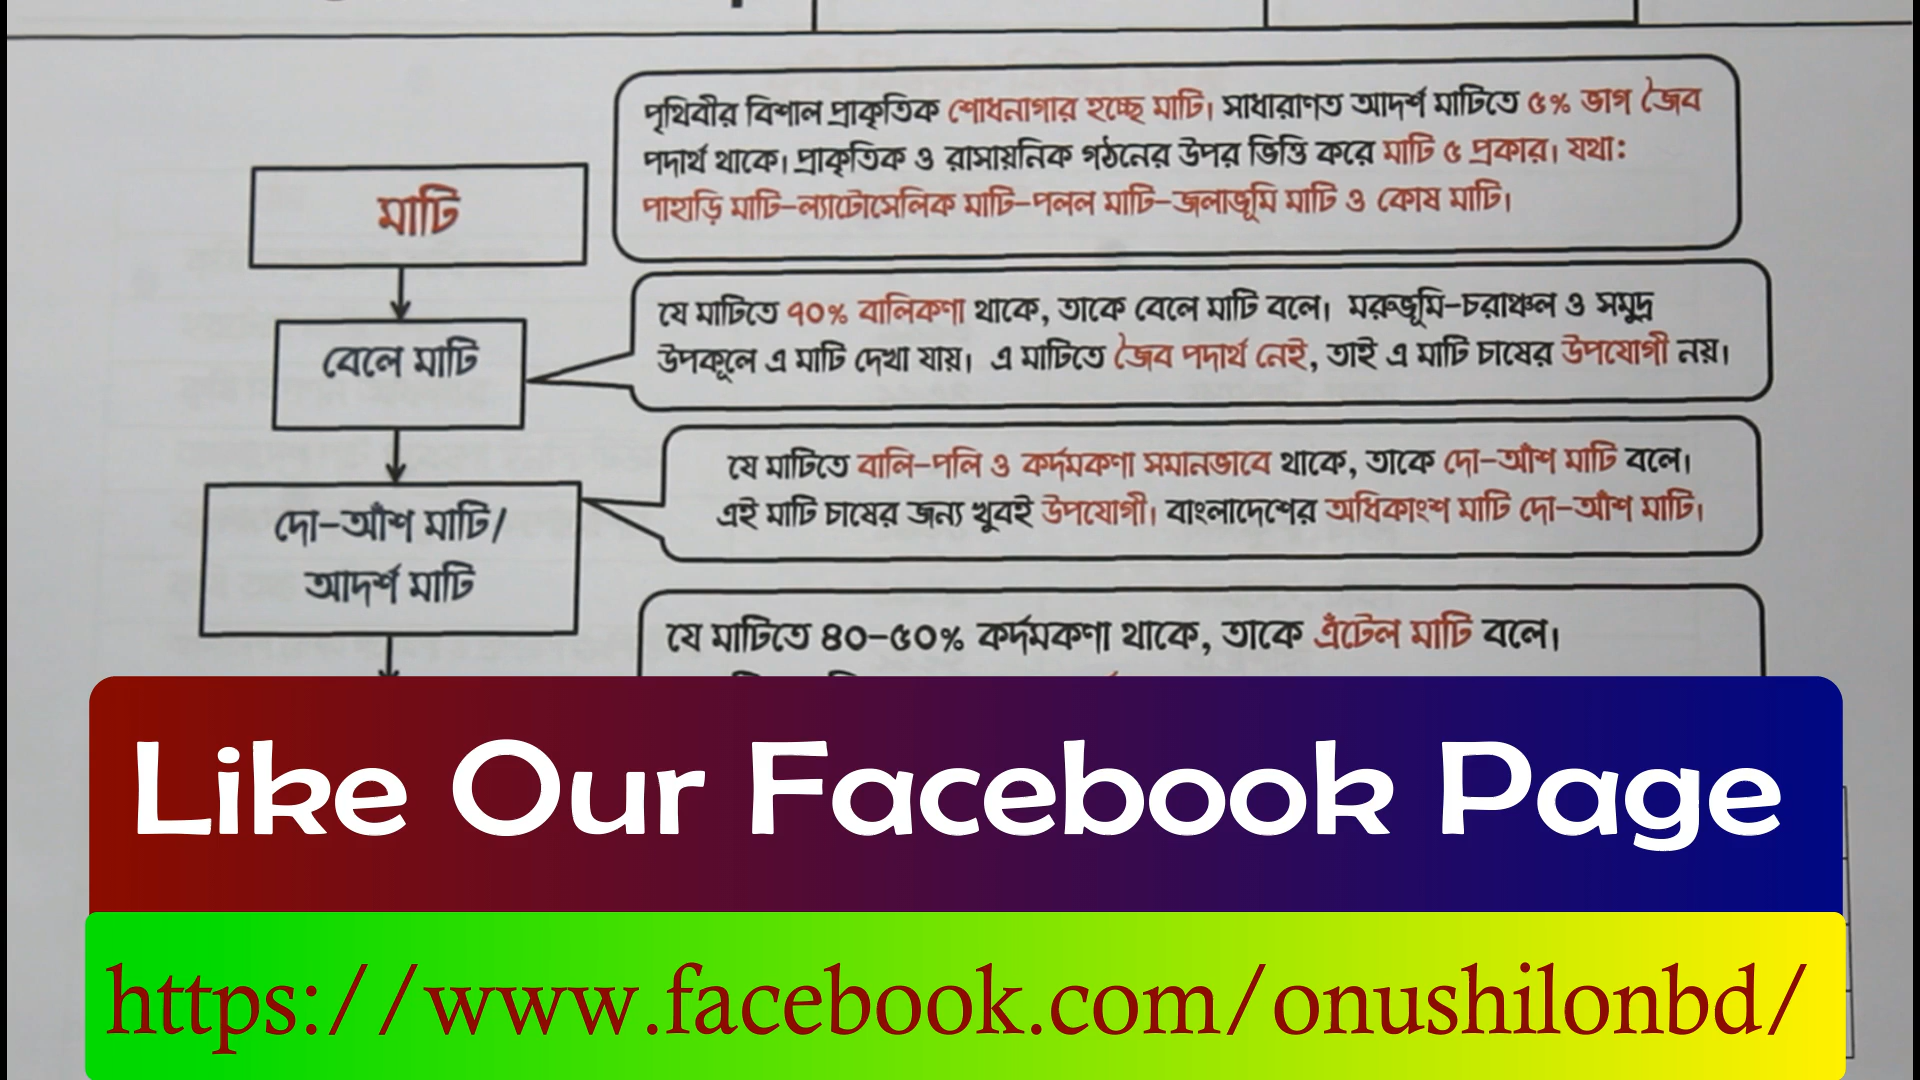 পৃথিবীর বিশাল প্রাকৃতিক শোধনাগার হচ্ছে মাটি। সাধারাণত আদর্শ মাটিতে ৫% ভাগ জৈব
পদার্থ থাকে। প্রাকৃতিক ও রাসায়নিক গঠনের উপর ভিত্তি করে মাটি ৫ প্রকার। যথা:
পাহাড়ি মাটি-ল্যাটোসেলিক মাটি-পলল মাটি-জলাভূমি মাটি ও কোষ মাটি।
মাটি
যে মাটিতে ৭০% বালিকণা থাকে, তাকে বেলে মাটি বলে। মরুভূমি-চরাঞ্চল ও সমুদ্র
উপকূলে এ মাটি দেখা যায়। এ মাটিতে জৈব পদার্থ নেই, তাই এ মাটি চাষের উপযোগী নয়।
বেলে মাটি
যে মাটিতে বালি-পলি ও কর্দমকণা সমানভাবে থাকে, তাকে দো-আঁশ মাটি বলে।
এই মাটি চাষের জন্য খুবই উপযোগী। বাংলাদেশের অধিকাংশ মাটি দো-আঁশ মাটি।
দো-আঁশ মাটি/
আদর্শ মাটি
যে মাটিতে ৪০-৫০% কর্দমকণা থাকে, তাকে এঁটেল মাটি বলে।
Like Our Facebook Page
https://www.facebook.com/onushilonbd/